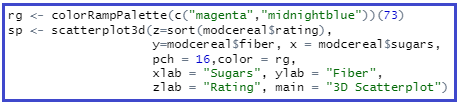 rg <- colorRampPalette(c("magenta","midnightblue"))(73)
sp <- scatterplot3d(z=sort(modcereal$rating),
y=modcereal$fiber, x = modcereal$sugars,
pch = 16,color = rg,
xlab = "Sugars", ylab = "Fiber",
zlab = "Rating", main = "3D Scatterplot")